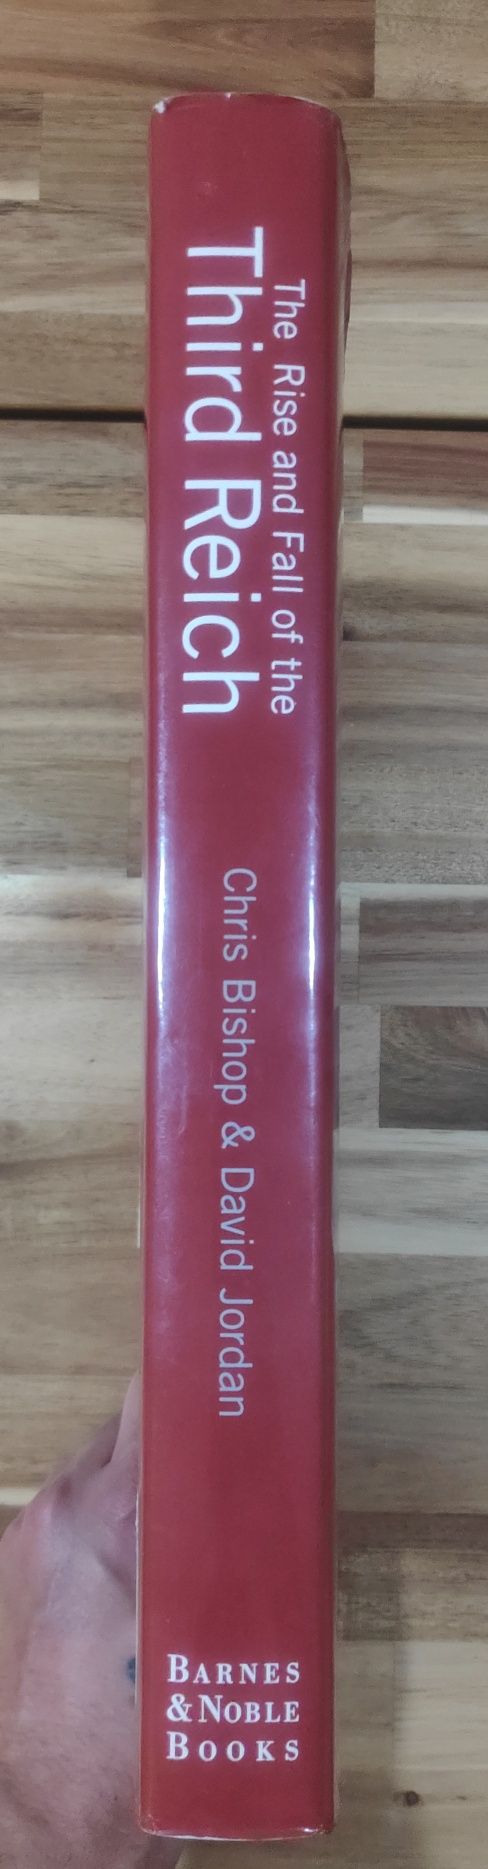 The Rise and Fall of the
Third Reich
Chris Bishop & David Jordan
BARNES
& NOBLE
BOOKS